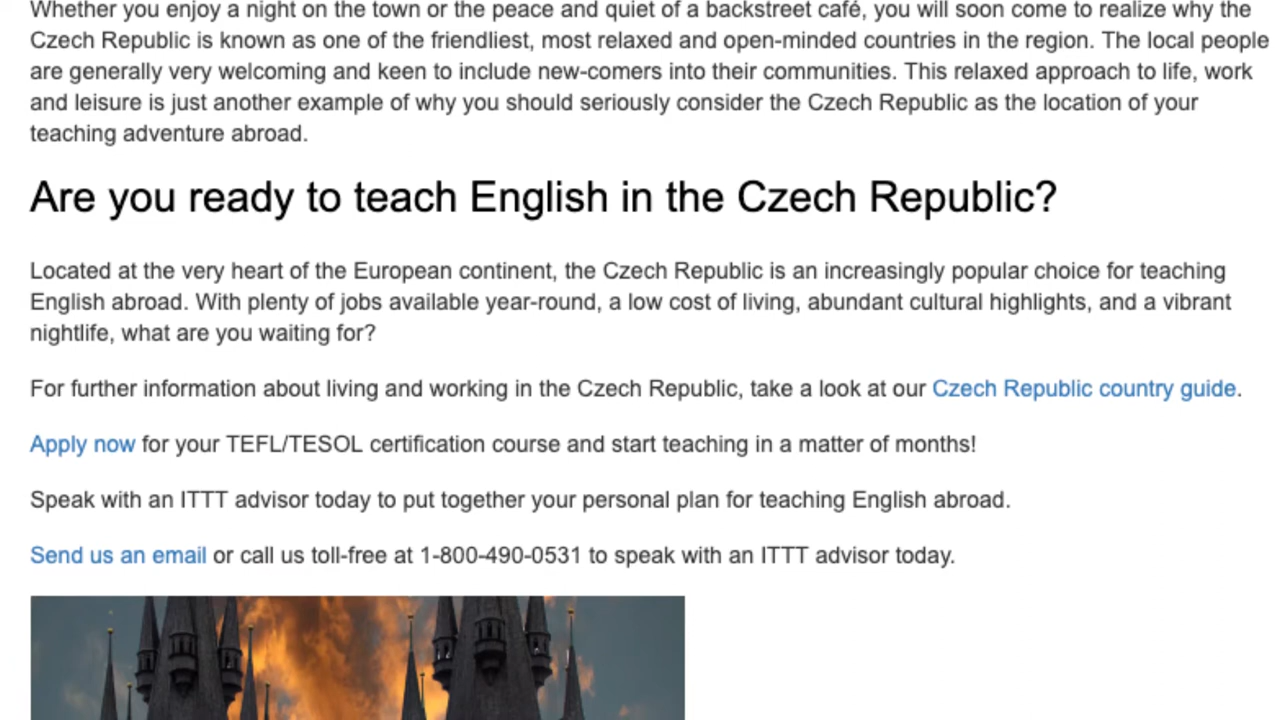 Whether you enjoy a night on the town or the peace and quiet of a backstreet café, you will soon come to realize why the
Czech Republic is known as one of the friendliest, most relaxed and open-minded countries in the region. The local people
are generally very welcoming and keen to include new-comers into their communities. This relaxed approach to life, work
and leisure is just another example of why you should seriously consider the Czech Republic as the location of your
teaching adventure abroad.
Are you ready to teach English in the Czech Republic?
Located at the very heart of the European continent, the Czech Republic is an increasingly popular choice for teaching
English abroad. With plenty of jobs available year-round, a low cost of living, abundant cultural highlights, and a vibrant
nightlife, what are you waiting for?
For further information about living and working in the Czech Republic, take a look at our Czech Republic country guide.
Apply now for your TEFL/TESOL certification course and start teaching in a matter of months!
Speak with an ITTT advisor today to put together your personal plan for teaching English abroad.
Send us an email or call us toll-free at 1-800-490-0531 to speak with an ITTT advisor today.